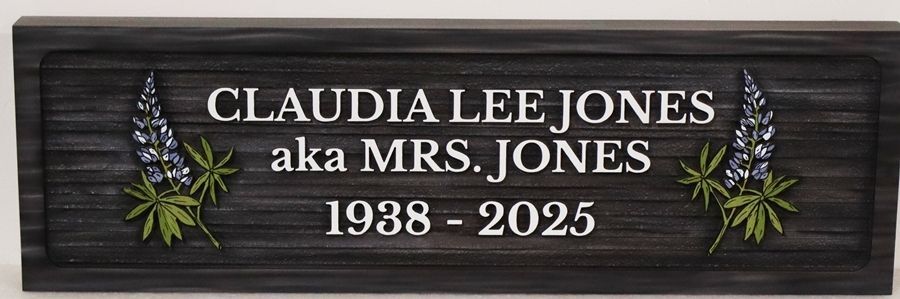 CLAUDIA LEE JONES
aka MRS. JONES
1938 - 2025